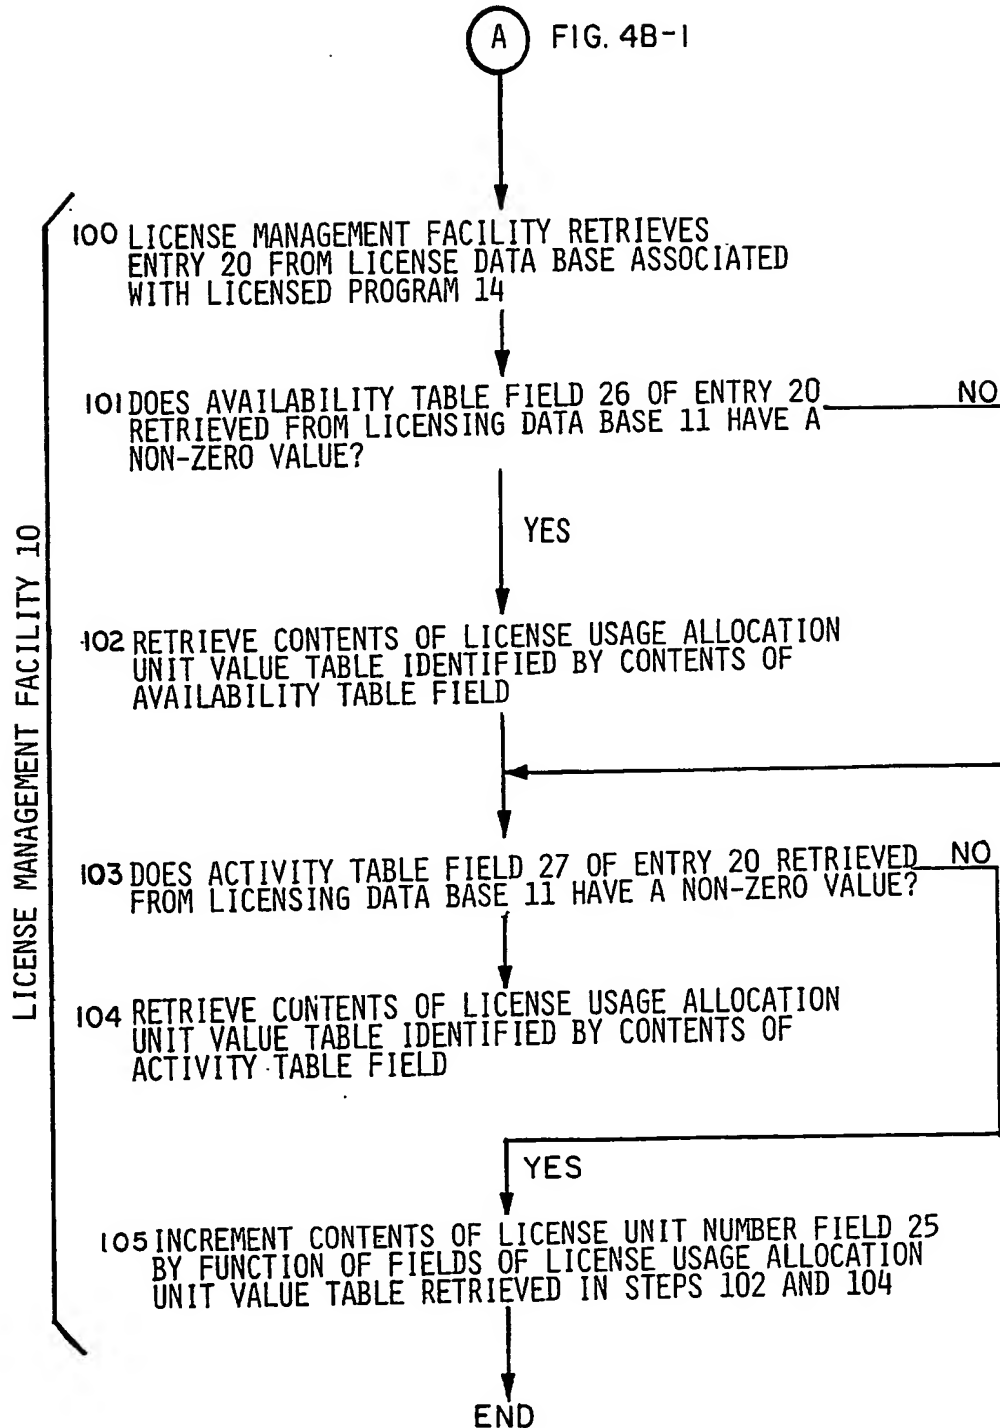 A FIG. 4B-1
100 LICENSE MANAGEMENT FACILITY RETRIEVES
ENTRY 20 FROM LICENSE DATA BASE ASSOCIATED
WITH LICENSED PROGRAM 14
101 DOES AVAILABILITY TABLE FIELD 26 OF ENTRY 20
RETRIEVED FROM LICENSING DATA BASE 11 HAVE A
NON-ZERO VALUE?
NO
YES
102 RETRIEVE CONTENTS OF LICENSE USAGE ALLOCATION
UNIT VALUE TABLE IDENTIFIED BY CONTENTS OF
AVAILABILITY TABLE FIELD
LICENSE MANAGEMENT FACILITY 10
103 DOES ACTIVITY TABLE FIELD 27 OF ENTRY 20 RETRIEVED
FROM LICENSING DATA BASE 11 HAVE A NON-ZERO VALUE?
NO
104 RETRIEVE CONTENTS OF LICENSE USAGE ALLOCATION
UNIT VALUE TABLE IDENTIFIED BY CONTENTS OF
ACTIVITY TABLE FIELD
YES
105 INCREMENT CONTENTS OF LICENSE UNIT NUMBER FIELD 25
BY FUNCTION OF FIELDS OF LICENSE USAGE ALLOCATION
UNIT VALUE TABLE RETRIEVED IN STEPS 102 AND 104
END